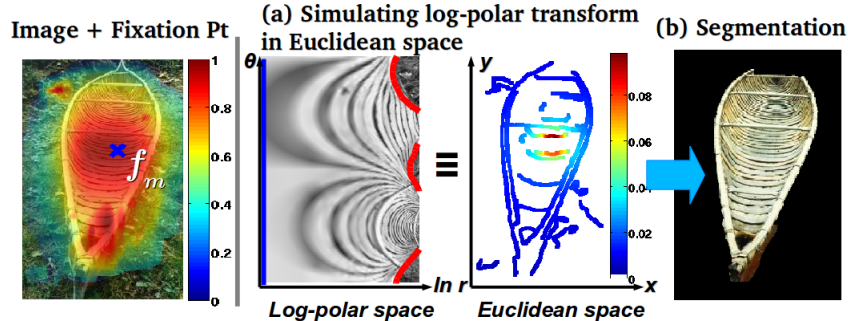 Image + Fixation Pt
(a) Simulating log-polar transform
in Euclidean space
(b) Segmentation
1
0.8
0.6
0.4
0.2
0
f_m
θ
ln r
Log-polar space
≡
y
x
0.08
0.06
0.04
0.02
0
Euclidean space